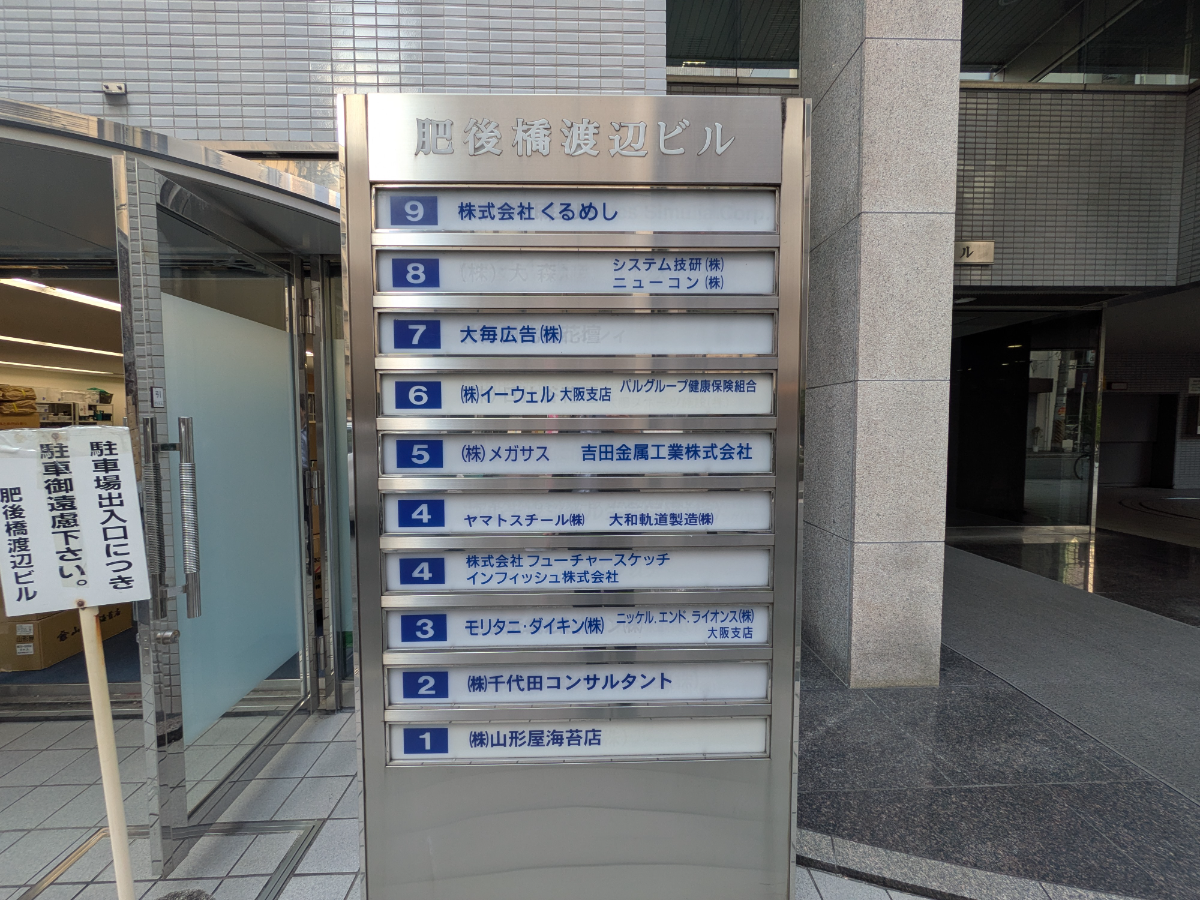 肥後橋渡辺ビル
9 株式会社くるめし
8 システム技研㈱
ニューコン㈱
7 大毎広告㈱
6 ㈱イーウェル 大阪支店 パルグループ健康保険組合
5 ㈱メガサス 吉田金属工業株式会社
4 ヤマトスチール㈱ 大和軌道製造㈱
4 株式会社フューチャースケッチ
インフィッシュ株式会社
3 モリタニ・ダイキン㈱ ニッケル.エンド.ライオンス㈱
大阪支店
2 ㈱千代田コンサルタント
1 ㈱山形屋海苔店
駐車場出入口につき
駐車御遠慮下さい。
肥後橋渡辺ビル
ル